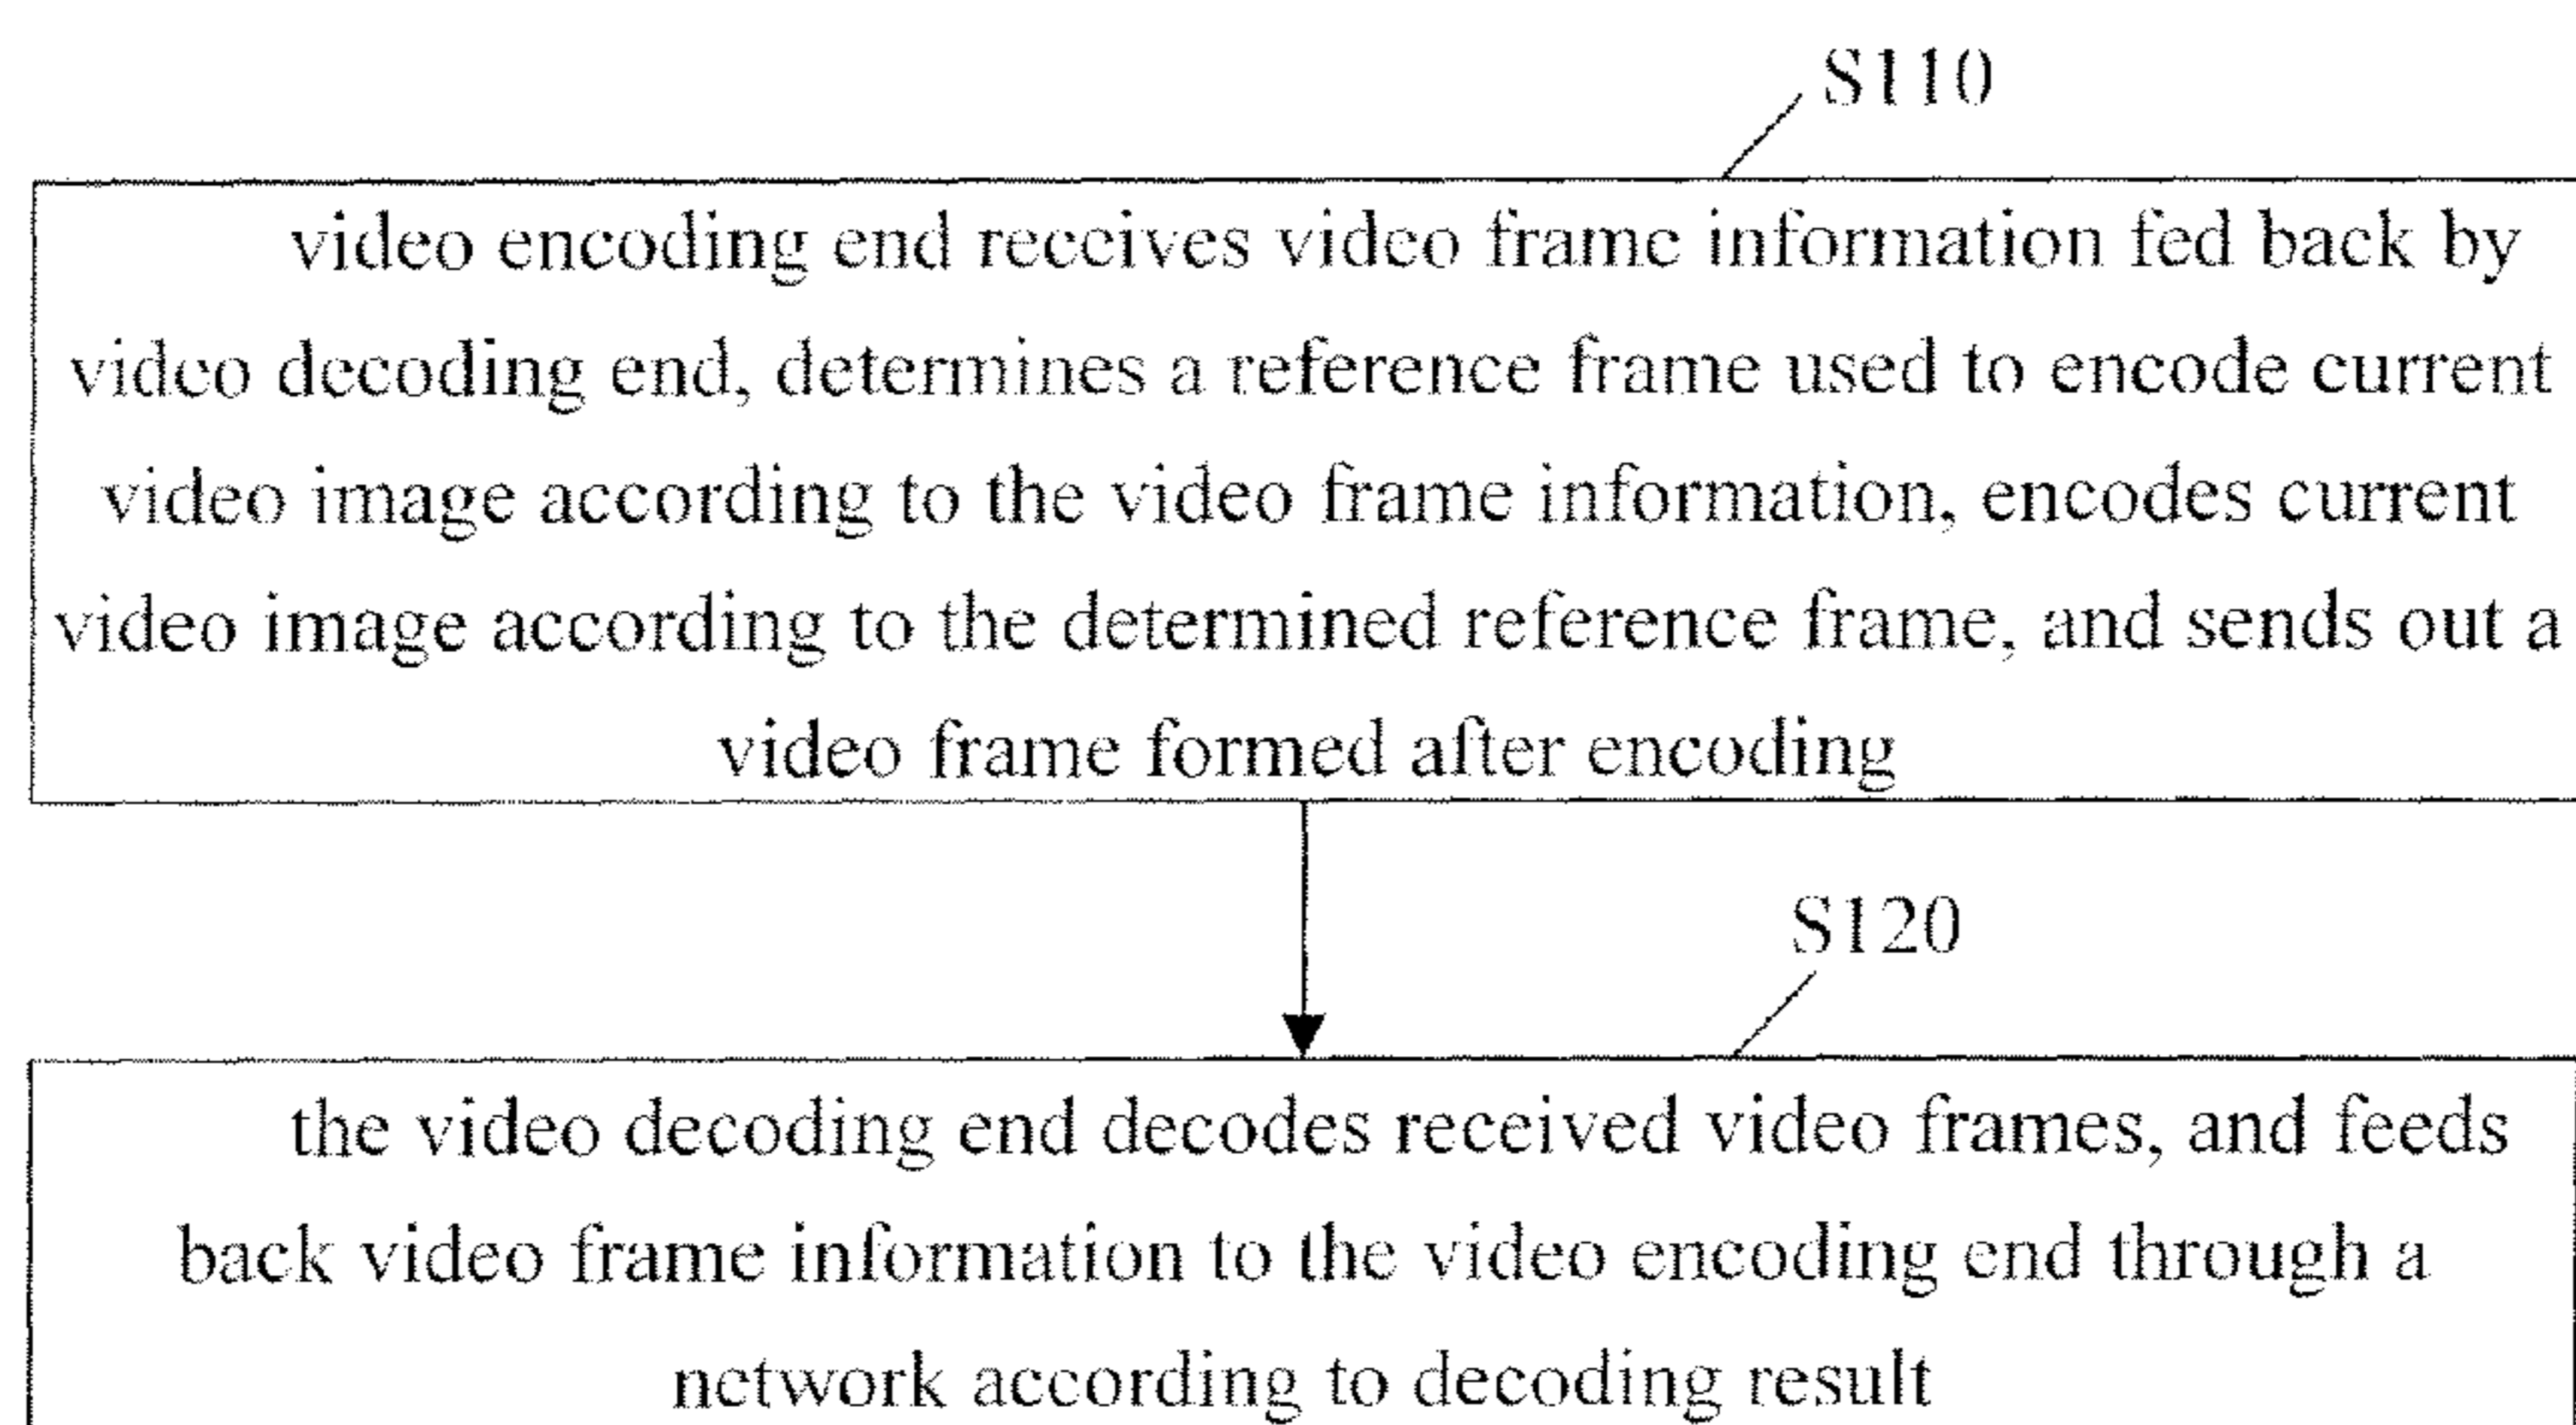 S110
video encoding end receives video frame information fed back by
video decoding end, determines a reference frame used to encode current
video image according to the video frame information, encodes current
video image according to the determined reference frame, and sends out a
video frame formed after encoding
S120
the video decoding end decodes received video frames, and feeds
back video frame information to the video encoding end through a
network according to decoding result